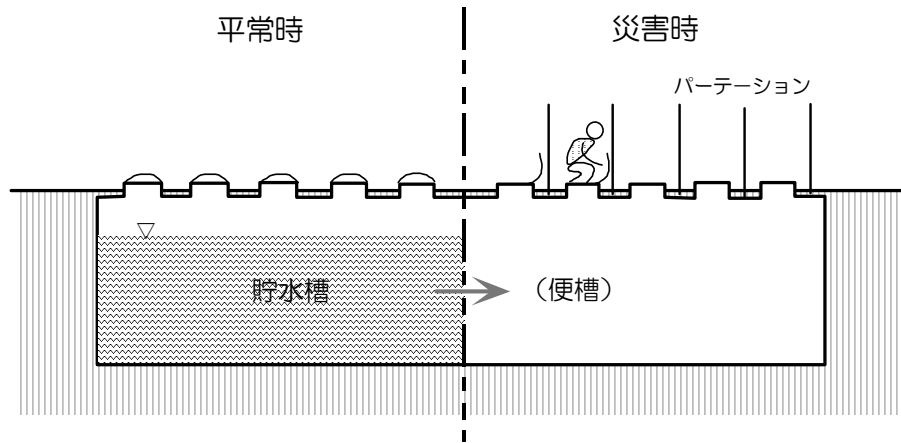 平常時
災害時
パーテーション
貯水槽
（便槽）